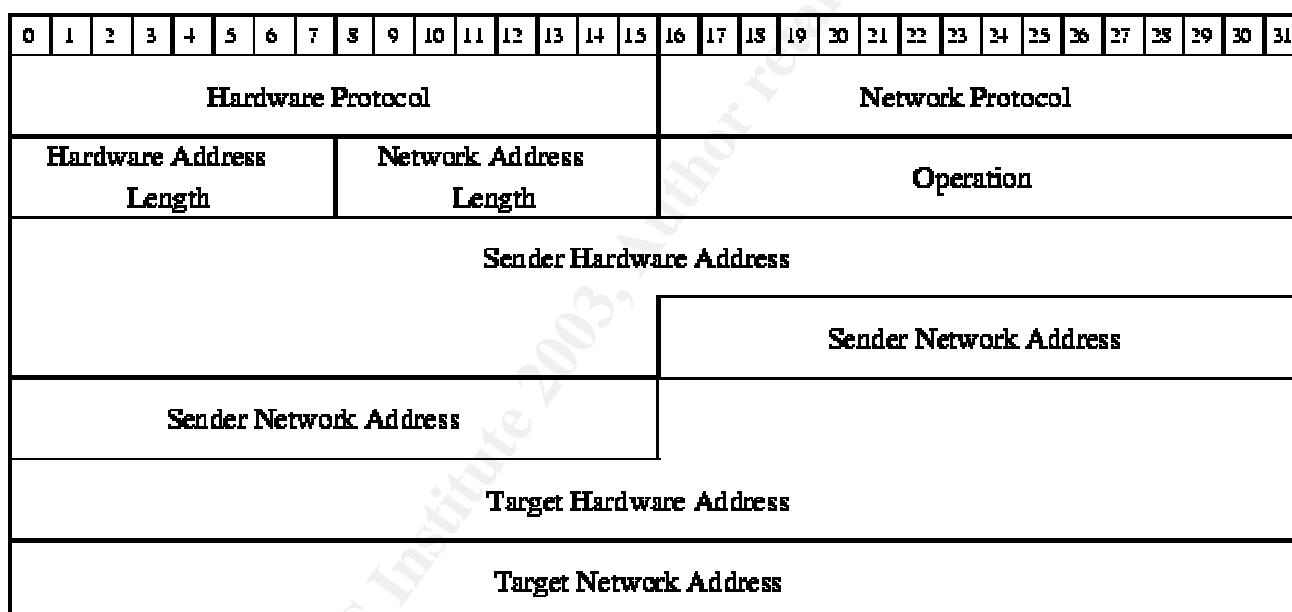 0 1 2 3 4 5 6 7 8 9 10 11 12 13 14 15 16 17 18 19 20 21 22 23 24 25 26 27 28 29 30 31
Hardware Protocol Network Protocol
Hardware Address Network Address Operation
Length Length
Sender Hardware Address
Sender Network Address
Sender Network Address
Target Hardware Address
Target Network Address
Institute 2003, Author